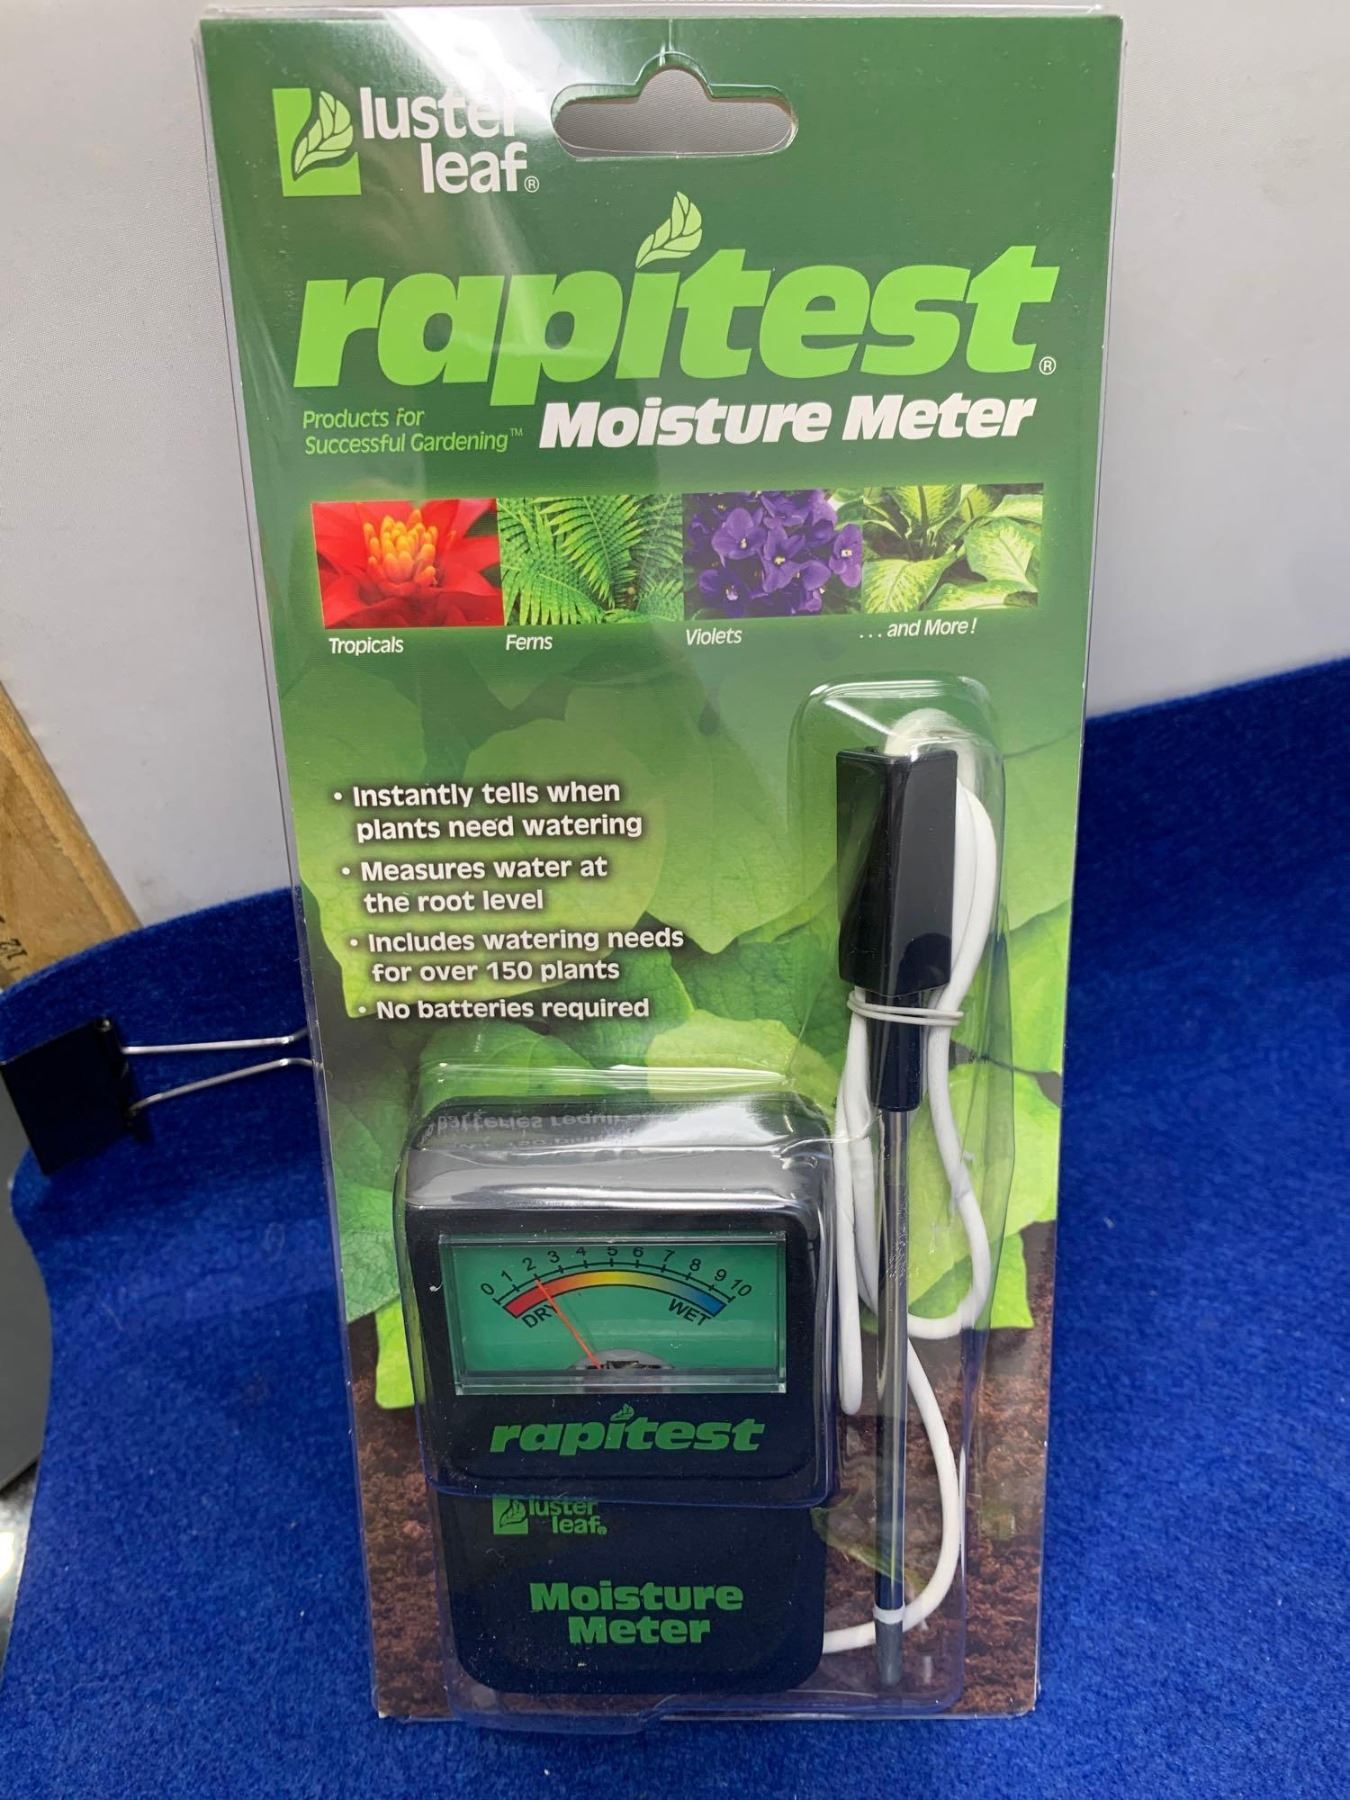 luster
leaf®
rapitest®
Products for
Successful Gardening™
Moisture Meter
Tropicals
Ferns
Violets
...and More!
• Instantly tells when
plants need watering
• Measures water at
the root level
• Includes watering needs
for over 150 plants
• No batteries required
0 1 2 3 4 5 6 7 8 9 10
DRY WET
rapitest
luster
leaf®
Moisture
Meter
12